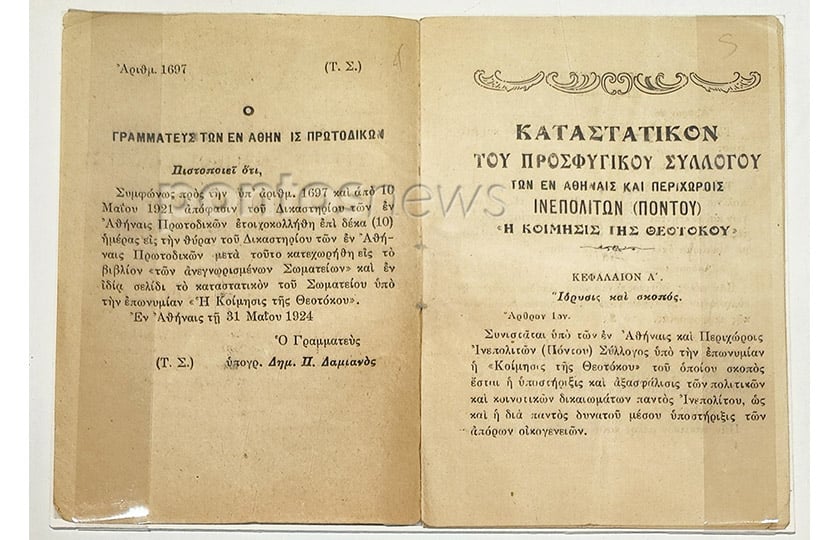 Ἀριθμ. 1697 (Τ. Σ.)
Ο
ΓΡΑΜΜΑΤΕΥΣ ΤΩΝ ΕΝ ΑΘΗΝ ΙΣ ΠΡΩΤΟΔΙΚΩΝ
Πιστοποιεῖ ὅτι,
Συμφώνως πρὸς τὴν ὑπ' ἀριθμ. 1697 καὶ ἀπὸ 10
Μαΐου 1921 ἀπόφασιν τοῦ Δικαστηρίου τῶν ἐν
Ἀθήναις Πρωτοδικῶν ἐτοιχοκολλήθη ἐπὶ δέκα (10)
ἡμέρας εἰς τὴν θύραν τοῦ Δικαστηρίου τῶν ἐν Ἀθή-
ναις Πρωτοδικῶν μετὰ τοῦτο κατεχωρήθη εἰς τὸ
βιβλίον «τῶν ἀνεγνωρισμένων Σωματείων» καὶ ἐν
ἰδίᾳ σελίδι τὸ καταστατικὸν τοῦ Σωματείου ὑπὸ
τὴν ἐπωνυμίαν «Ἡ Κοίμησις τῆς Θεοτόκου».
Ἐν Ἀθήναις τῇ 31 Μαΐου 1924
Ὁ Γραμματεὺς
(Τ. Σ.) ὑπογρ. Δημ. Π. Δαμιανὸς
pontosnews
5
ΚΑΤΑΣΤΑΤΙΚΟΝ
ΤΟΥ ΠΡΟΣΦΥΓΙΚΟΥ ΣΥΛΛΟΓΟΥ
ΤΩΝ ΕΝ ΑΘΗΝΑΙΣ ΚΑΙ ΠΕΡΙΧΩΡΟΙΣ
ΙΝΕΠΟΛΙΤΩΝ (ΠΟΝΤΟΥ)
«Η ΚΟΙΜΗΣΙΣ ΤΗΣ ΘΕΟΤΟΚΟΥ»
ΚΕΦΑΛΑΙΟΝ Α΄.
Ἵδρυσις καὶ σκοπός.
Ἄρθρον 1ον.
Συνισταται ὑπὸ τῶν ἐν Ἀθήναις καὶ Περιχώροις
Ἰνεπολιτῶν (Πόντου) Σύλλογος ὑπὸ τὴν ἐπωνυμίαν
ἡ «Κοίμησις τῆς Θεοτόκου» τοῦ ὁποίου σκοπὸς
ἔσται ἡ ὑποστήριξις καὶ ἀξασφάλισις τῶν πολιτικῶν
καὶ κοινοτικῶν δικαιωμάτων παντὸς Ἰνεπολίτου, ὡς
καὶ ἡ διὰ παντὸς δυνατοῦ μέσου ὑποστήριξις τῶν
ἀπόρων οἰκογενειῶν.